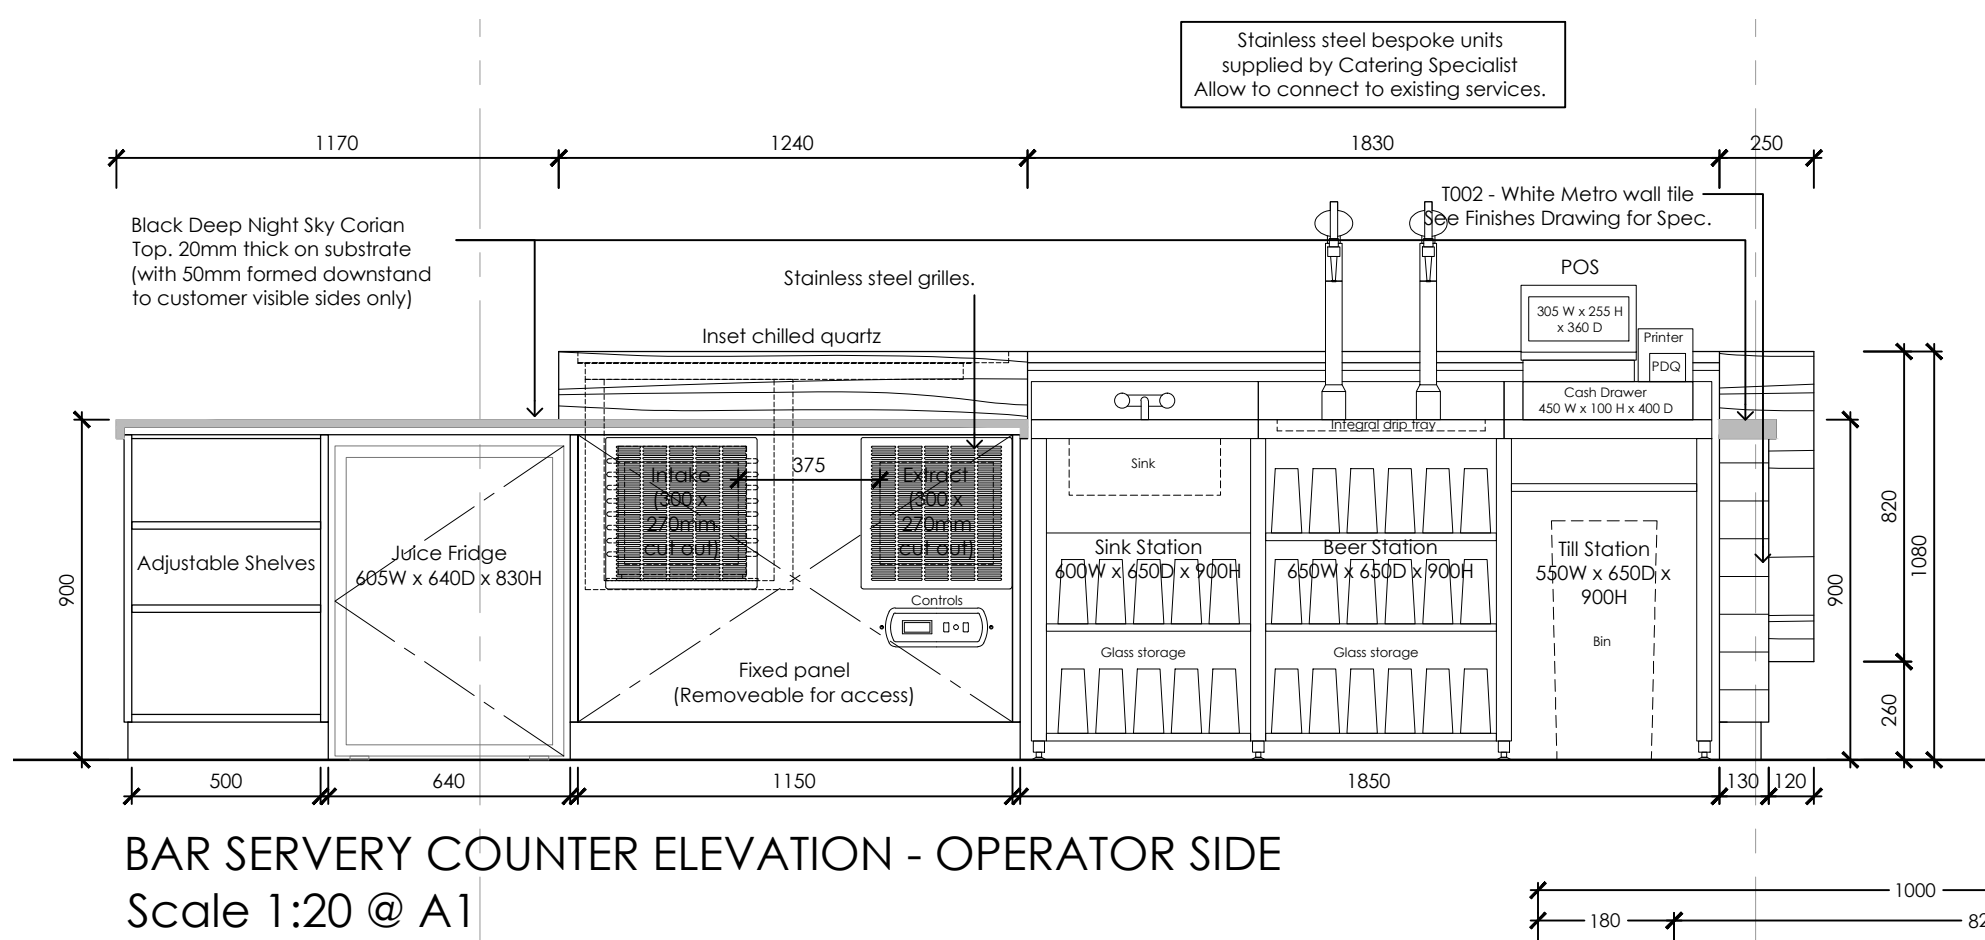 Stainless steel bespoke units
supplied by Catering Specialist
Allow to connect to existing services.
1170
1240
1830
250
T002 - White Metro wall tile
See Finishes Drawing for Spec.
Black Deep Night Sky Corian
Top. 20mm thick on substrate
(with 50mm formed downstand
to customer visible sides only)
Stainless steel grilles.
POS
305 W x 255 H
x 360 D
Inset chilled quartz
Printer
PDQ
Cash Drawer
450 W x 100 H x 400 D
Integral drip tray
375
Sink
Intake
(300 x
270mm
cut out)
Extract
(300 x
270mm
cut out)
Adjustable Shelves
Juice Fridge
605W x 640D x 830H
Sink Station
600W x 650D x 900H
Beer Station
650W x 650D x 900H
Till Station
550W x 650D x
900H
Controls
Bin
Glass storage
Glass storage
Fixed panel
(Removeable for access)
900
820
1080
900
260
500
640
1150
1850
130
120
BAR SERVERY COUNTER ELEVATION - OPERATOR SIDE
Scale 1:20 @ A1
1000
180
82